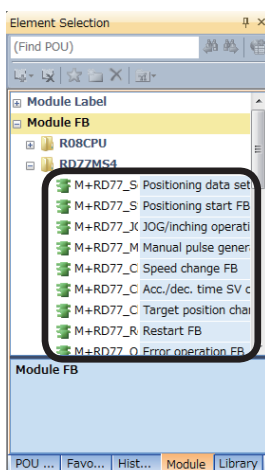 Element Selection
(Find POU)
Module Label
Module FB
R08CPU
RD77MS4
M+RD77_S Positioning data set
M+RD77_S Positioning start FB
M+RD77_JC JOG/inching operati
M+RD77_M Manual pulse gener
M+RD77_C Speed change FB
M+RD77_C Acc./dec. time SV c
M+RD77_C Target position chan
M+RD77_R Restart FB
M+RD77_O Error operation FB
Module FB
POU ... Favo... Hist... Module Library